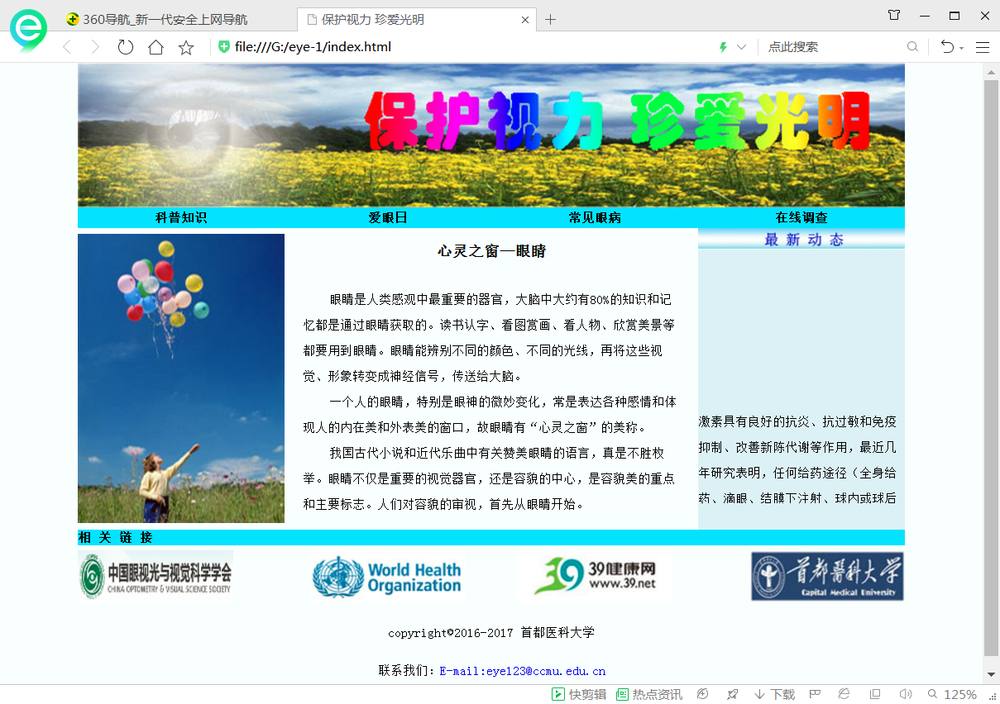 360导航_新一代安全上网导航
保护视力 珍爱光明
file:///G:/eye-1/index.html
点此搜索
保护视力 珍爱光明
科普知识 爱眼日 常见眼病 在线调查
最 新 动 态
心灵之窗—眼睛
眼睛是人类感观中最重要的器官，大脑中大约有80%的知识和记
忆都是通过眼睛获取的。读书认字、看图赏画、看人物、欣赏美景等
都要用到眼睛。眼睛能辨别不同的颜色、不同的光线，再将这些视
觉、形象转变成神经信号，传送给大脑。
一个人的眼睛，特别是眼神的微妙变化，常是表达各种感情和体
现人的内在美和外表美的窗口，故眼睛有“心灵之窗”的美称。
我国古代小说和近代乐曲中有关赞美眼睛的语言，真是不胜枚
举。眼睛不仅是重要的视觉器官，还是容貌的中心，是容貌美的重点
和主要标志。人们对容貌的审视，首先从眼睛开始。
激素具有良好的抗炎、抗过敏和免疫
抑制、改善新陈代谢等作用，最近几
年研究表明，任何给药途径（全身给
药、滴眼、结膜下注射、球内或球后
相 关 链 接
中国眼视光与视觉科学学会
CHINA OPTOMETRY & VISUAL SCIENCE SOCIETY
World Health
Organization
39健康网
www.39.net
首都醫科大学
Capital Medical University
copyright©2016-2017 首都医科大学
联系我们：E-mail:eye123@ccmu.edu.cn
快剪辑 热点资讯 下载 125%